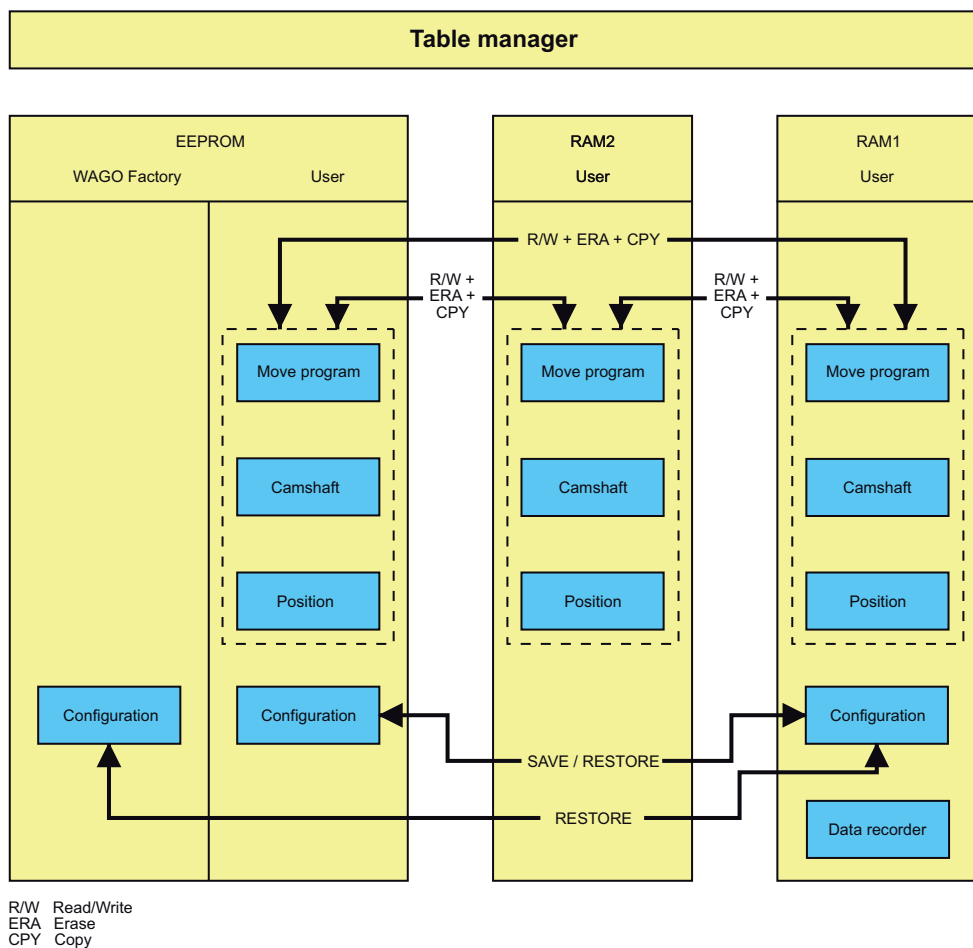 Table manager
EEPROM
WAGO Factory
User
RAM2
User
RAM1
User
R/W + ERA + CPY
R/W +
ERA +
CPY
R/W +
ERA +
CPY
Move program
Move program
Move program
Camshaft
Camshaft
Camshaft
Position
Position
Position
Configuration
Configuration
Configuration
SAVE / RESTORE
RESTORE
Data recorder
R/W Read/Write
ERA Erase
CPY Copy